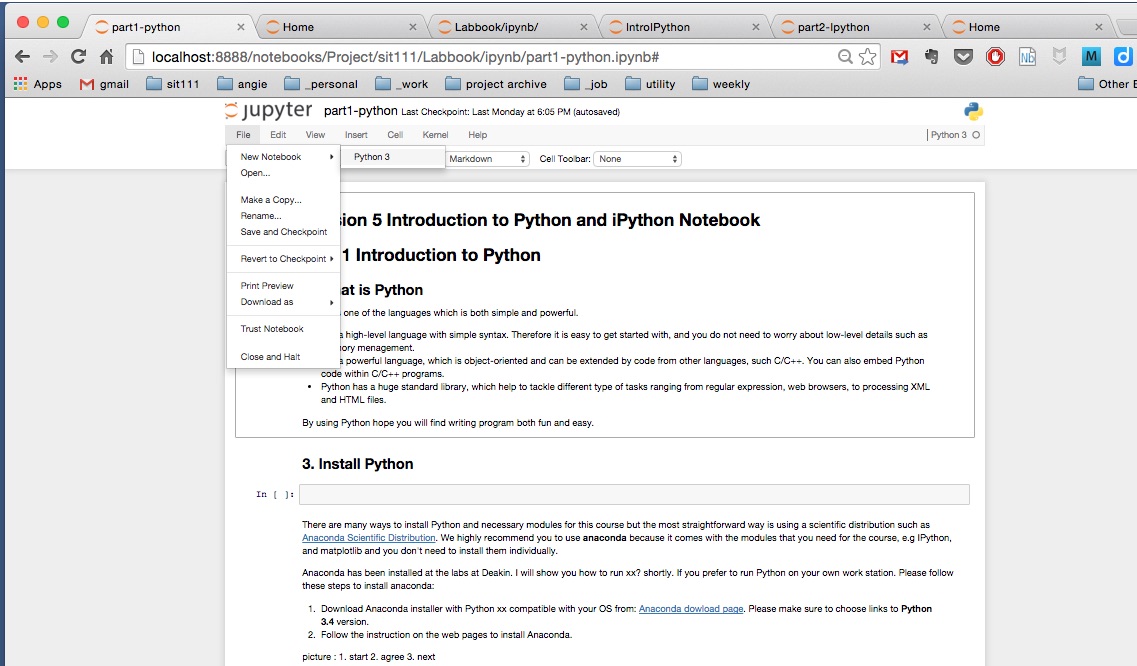 part1-python
Home
Labbook/ipynb/
IntroIPython
part2-Ipython
Home
localhost:8888/notebooks/Project/sit111/Labbook/ipynb/part1-python.ipynb#
Nb
M
d
Apps
gmail
sit111
angie
_personal
_work
project archive
_job
utility
weekly
Other
jupyter part1-python Last Checkpoint: Last Monday at 6:05 PM (autosaved)
File Edit View Insert Cell Kernel Help
Python 3
New Notebook
Python 3
Markdown
Cell Toolbar: None
Open...
Make a Copy...
Rename...
Save and Checkpoint
Revert to Checkpoint
Print Preview
Download as
Trust Notebook
Close and Halt
ion 5 Introduction to Python and iPython Notebook
1 Introduction to Python
at is Python
one of the languages which is both simple and powerful.
a high-level language with simple syntax. Therefore it is easy to get started with, and you do not need to worry about low-level details such as
ory menagement.
a powerful language, which is object-oriented and can be extended by code from other languages, such C/C++. You can also embed Python
code within C/C++ programs.
Python has a huge standard library, which help to tackle different type of tasks ranging from regular expression, web browsers, to processing XML
and HTML files.
By using Python hope you will find writing program both fun and easy.
3. Install Python
In [ ]:
There are many ways to install Python and necessary modules for this course but the most straightforward way is using a scientific distribution such as
Anaconda Scientific Distribution. We highly recommend you to use anaconda because it comes with the modules that you need for the course, e.g IPython,
and matplotlib and you don't need to install them individually.
Anaconda has been installed at the labs at Deakin. I will show you how to run xx? shortly. If you prefer to run Python on your own work station. Please follow
these steps to install anaconda:
1. Download Anaconda installer with Python xx compatible with your OS from: Anaconda dowload page. Please make sure to choose links to Python
3.4 version.
2. Follow the instruction on the web pages to install Anaconda.
picture : 1. start 2. agree 3. next